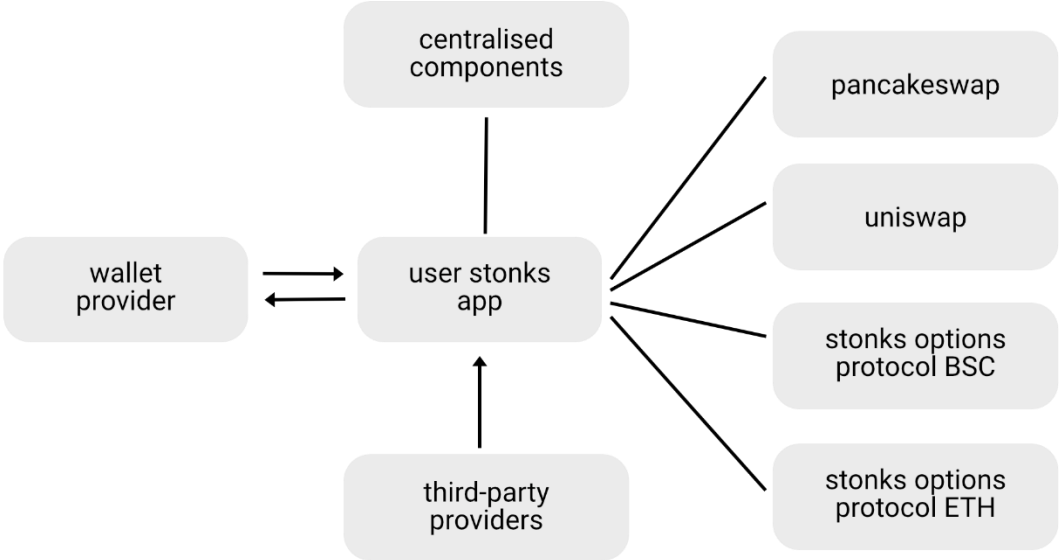 centralised
components
pancakeswap
uniswap
wallet
provider
user stonks
app
stonks options
protocol BSC
third-party
providers
stonks options
protocol ETH